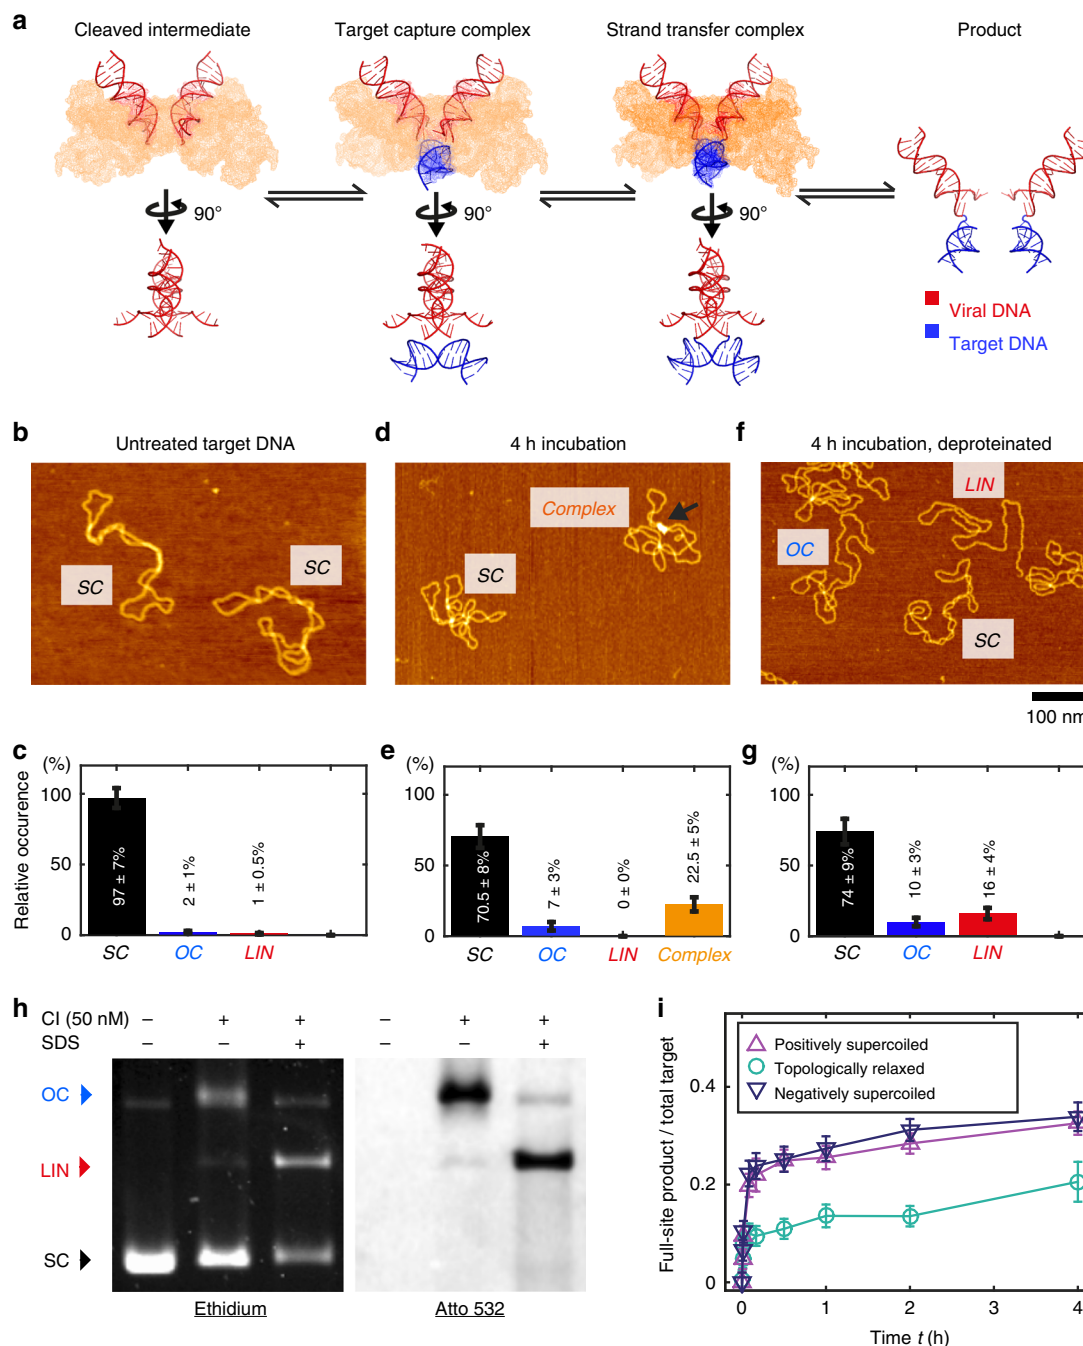 a
Cleaved intermediate
Target capture complex
Strand transfer complex
Product
90°
90°
90°
Viral DNA
Target DNA
b
Untreated target DNA
d
4 h incubation
f
4 h incubation, deproteinated
SC
SC
Complex
SC
OC
LIN
SC
100 nm
c
(%)
Relative occurence
100
50
0
97 ± 7%
2 ± 1%
1 ± 0.5%
SC
OC
LIN
e
(%)
100
50
0
70.5 ± 8%
7 ± 3%
0 ± 0%
22.5 ± 5%
SC
OC
LIN
Complex
g
(%)
100
50
0
74 ± 9%
10 ± 3%
16 ± 4%
SC
OC
LIN
h
CI (50 nM) – + + – + +
SDS – – + – – +
OC
LIN
SC
Ethidium
Atto 532
i
Positively supercoiled
Topologically relaxed
Negatively supercoiled
Full-site product / total target
0.4
0.2
0
0 1 2 3 4
Time t (h)